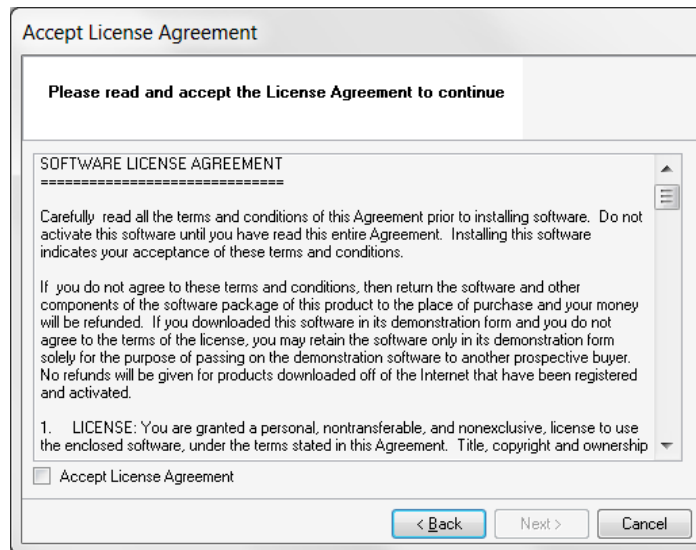 Accept License Agreement
Please read and accept the License Agreement to continue
SOFTWARE LICENSE AGREEMENT
==============================
Carefully  read all the terms and conditions of this Agreement prior to installing software.  Do not
activate this software until you have read this entire Agreement.  Installing this software
indicates your acceptance of these terms and conditions.
If  you do not agree to these terms and conditions, then return the software and other
components of the software package of this product to the place of purchase and your money
will be refunded.  If you downloaded this software in its demonstration form and you do not
agree to the terms of the license, you may retain the software only in its demonstration form
solely for the purpose of passing on the demonstration software to another prospective buyer.
No refunds will be given for products downloaded off of the Internet that have been registered
and activated.
1.    LICENSE: You are granted a personal, nontransferable, and nonexclusive, license to use
the enclosed software, under the terms stated in this Agreement.  Title, copyright and ownership
Accept License Agreement
< Back
Next >
Cancel